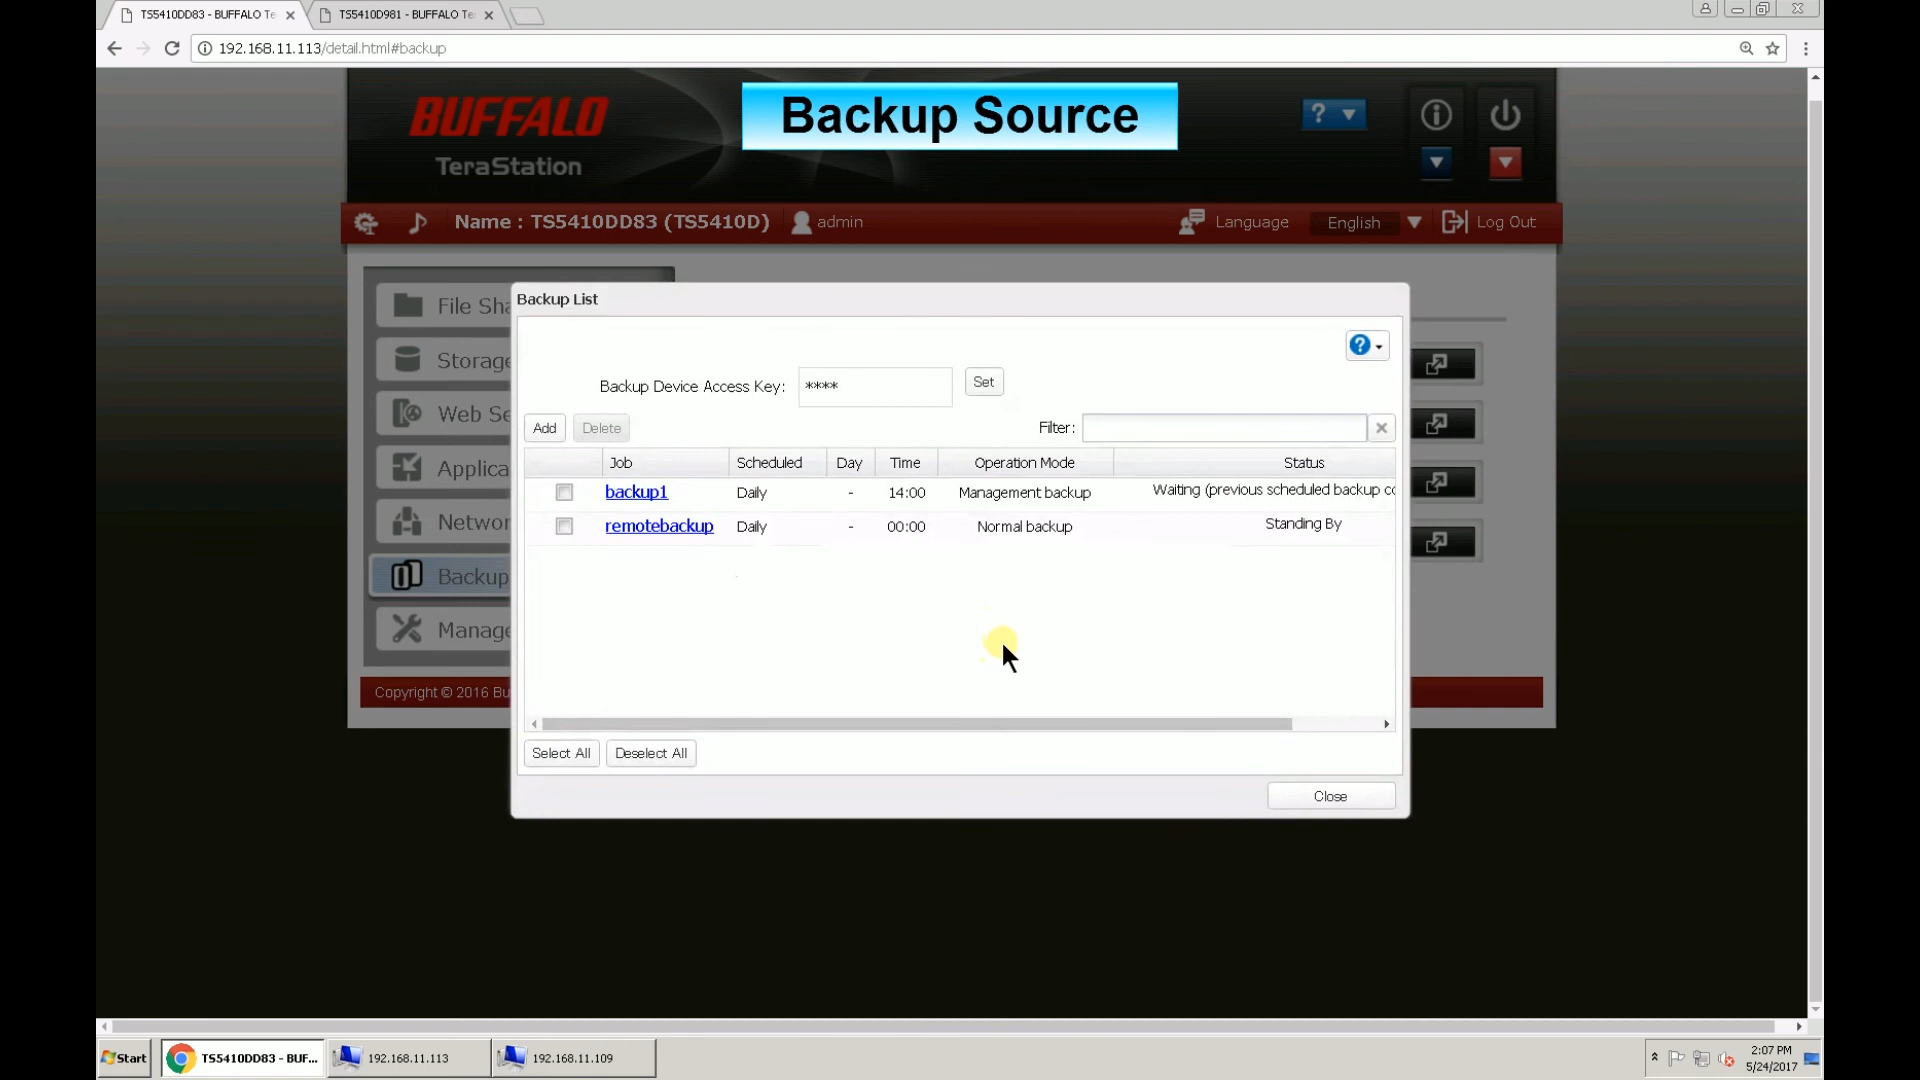 TS5410DD83 - BUFFALO Te
TS5410D981 - BUFFALO Te
192.168.11.113/detail.html#backup
BUFFALO
TeraStation
Backup Source
?
Name : TS5410DD83 (TS5410D)
admin
Language
English
Log Out
File Sha
Storage
Web Se
Applica
Networ
Backup
Manage
Copyright © 2016 Bu
Backup List
?
Backup Device Access Key:
****
Set
Add
Delete
Filter:
Job
Scheduled
Day
Time
Operation Mode
Status
backup1
Daily
-
14:00
Management backup
Waiting (previous scheduled backup co
remotebackup
Daily
-
00:00
Normal backup
Standing By
Select All
Deselect All
Close
Start
TS5410DD83 - BUF...
192.168.11.113
192.168.11.109
2:07 PM
5/24/2017